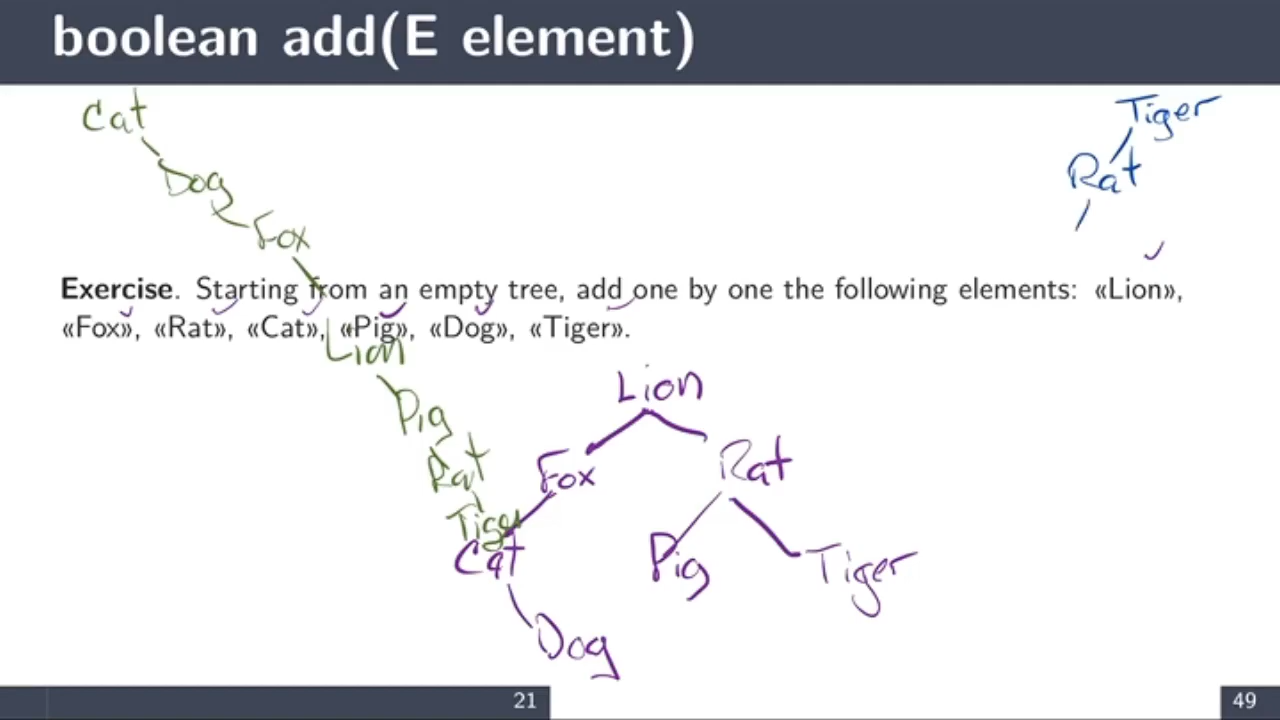 boolean add(E element)
Cat
Tiger
Dog
Rat
Fox
Exercise. Starting from an empty tree, add one by one the following elements: «Lion»,
«Fox», «Rat», «Cat», «Pig», «Dog», «Tiger».
Lion
Lion
Pig
Rat
Fox
Rat
Tiger
Cat
Pig
Tiger
Dog
21
49